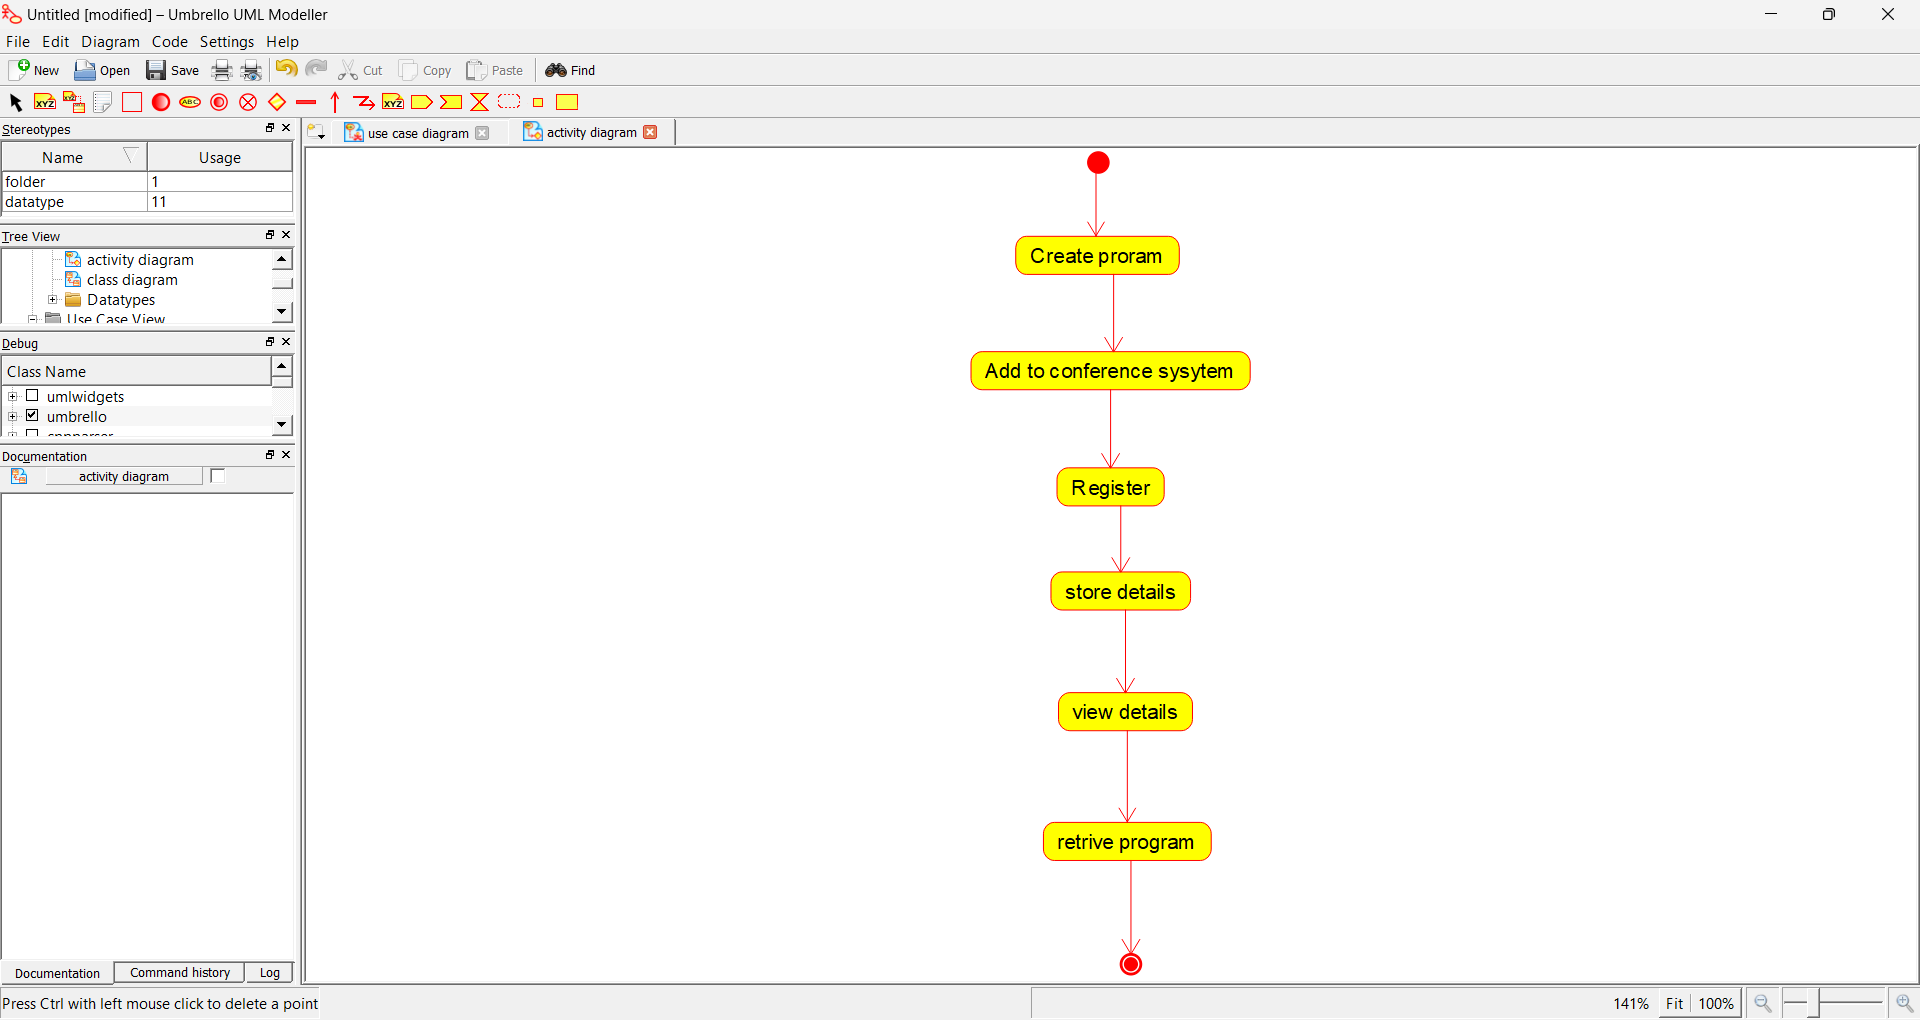 Untitled [modified] – Umbrello UML Modeller
File Edit Diagram Code Settings Help
New Open Save Cut Copy Paste Find
XYZ XYZ ABC XYZ
Stereotypes
use case diagram activity diagram
Name Usage
folder 1
datatype 11
Tree View
activity diagram
class diagram
Datatypes
Use Case View
Debug
Class Name
umlwidgets
umbrello
Documentation
activity diagram
Create proram
Add to conference sysytem
Register
store details
view details
retrive program
Documentation Command history Log
Press Ctrl with left mouse click to delete a point
141% Fit 100%